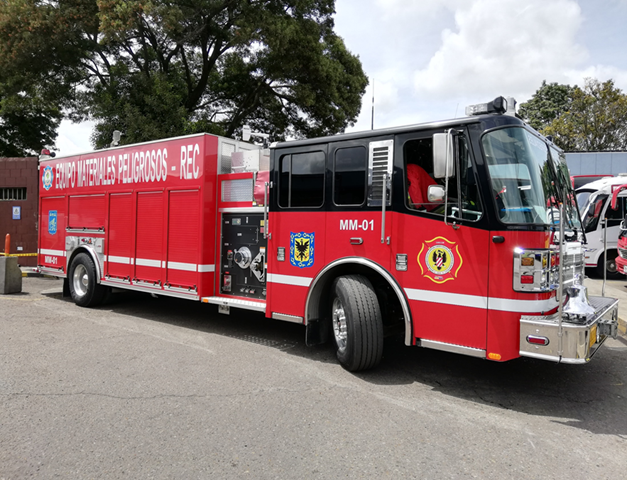 EQUIPO MATERIALES PELIGROSOS - REC
MM-01
MM-01